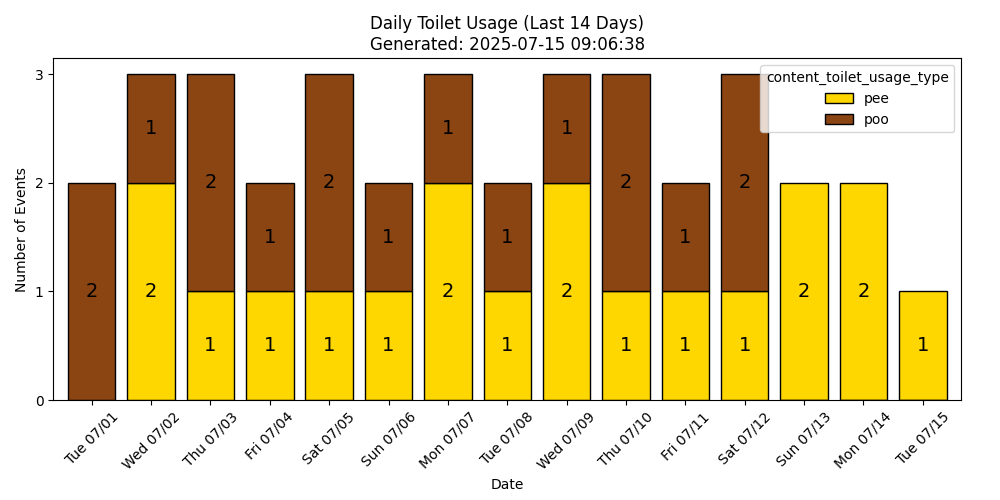 Daily Toilet Usage (Last 14 Days)
Generated: 2025-07-15 09:06:38
content_toilet_usage_type
pee
poo
Number of Events
3
2
1
0
2
2
1
1
2
1
1
1
2
1
1
2
1
1
1
2
1
1
2
1
1
1
2
2
2
1
Tue 07/01
Wed 07/02
Thu 07/03
Fri 07/04
Sat 07/05
Sun 07/06
Mon 07/07
Tue 07/08
Wed 07/09
Thu 07/10
Fri 07/11
Sat 07/12
Sun 07/13
Mon 07/14
Tue 07/15
Date